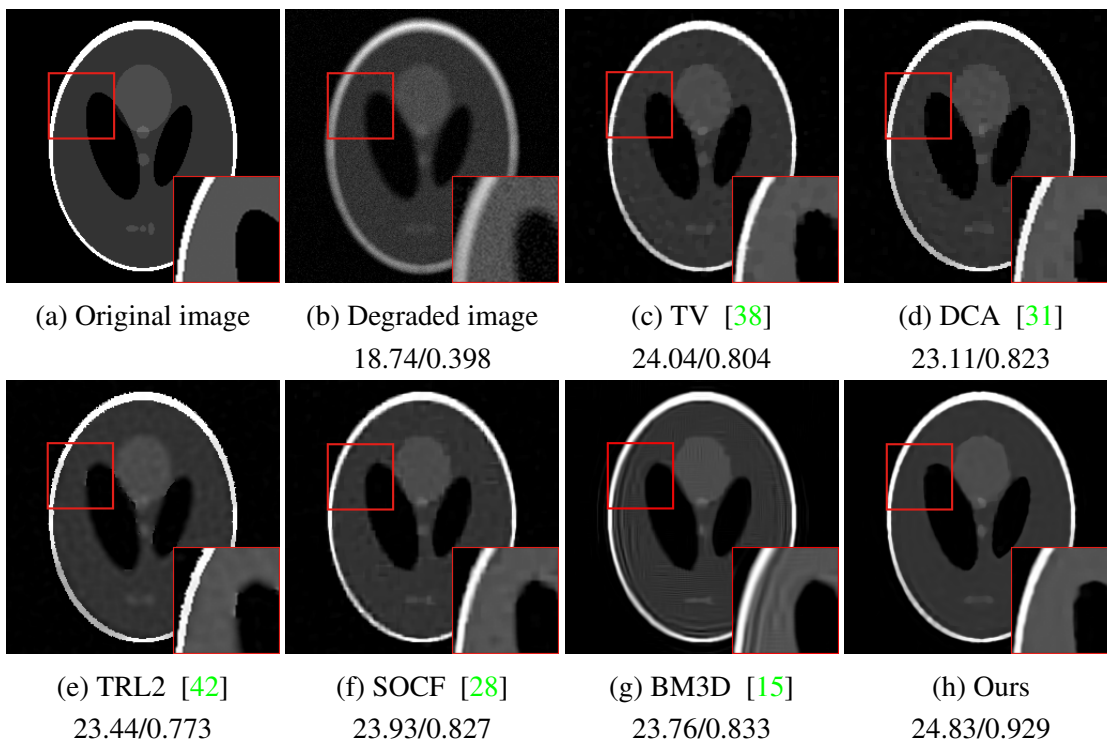 (a) Original image
(b) Degraded image
(c) TV [38]
(d) DCA [31]
18.74/0.398
24.04/0.804
23.11/0.823
(e) TRL2 [42]
(f) SOCF [28]
(g) BM3D [15]
(h) Ours
23.44/0.773
23.93/0.827
23.76/0.833
24.83/0.929